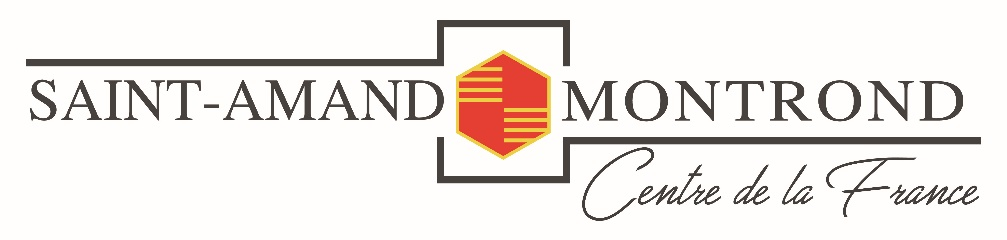 SAINT-AMAND MONTROND
Centre de la France